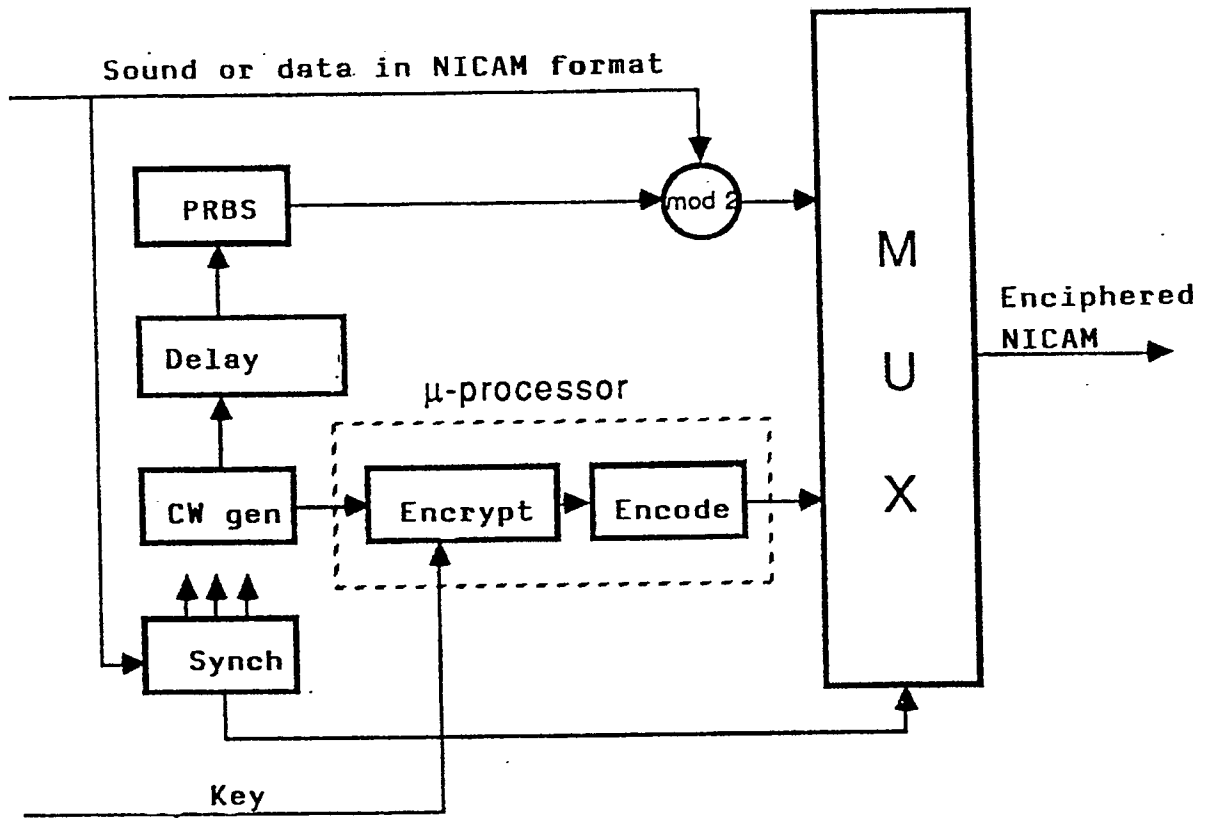 Sound or data in NICAM format
PRBS
mod 2
M
U
X
Enciphered
NICAM
Delay
µ-processor
CW gen
Encrypt
Encode
Synch
Key